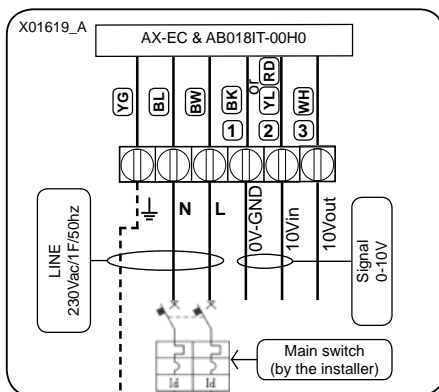 X01619_A
AX-EC & AB018IT-00H0
YG
BL
BW
BK
or
YL
RD
WH
1
2
3
N
L
0V-GND
10Vin
10Vout
LINE
230Vac/1F/50hz
Signal
0-10V
Id
Id
Main switch
(by the installer)